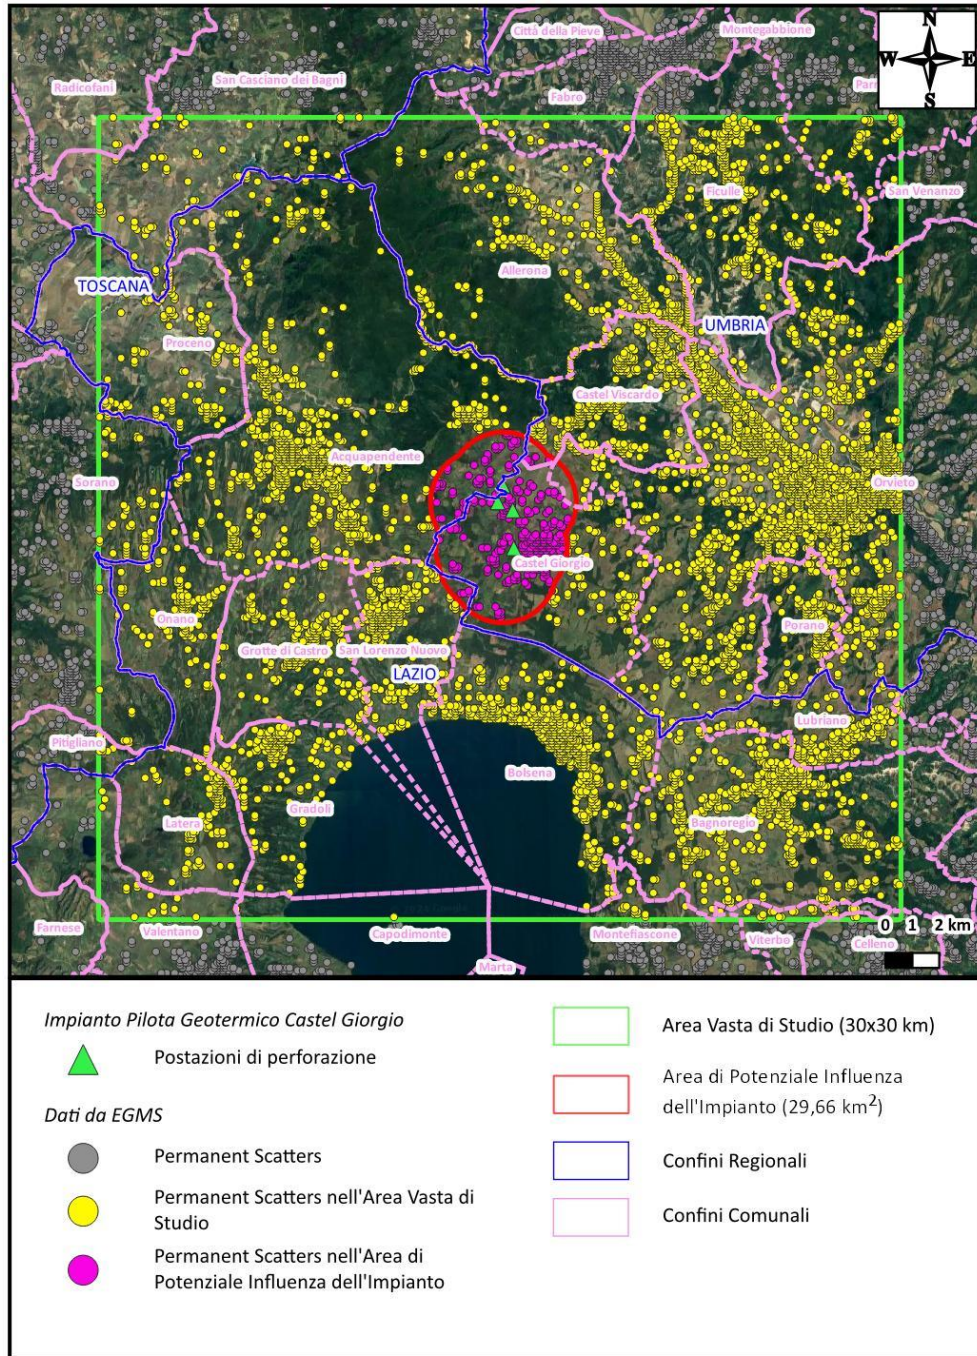 Città della Pieve
Montegabbione
N
San Casciano dei Bagni
Radicofani
W
E
Fabro
Parr
S
Ficulle
San Venanzo
Allerona
TOSCANA
UMBRIA
Proceno
Castel Viscardo
Acquapendente
Sorano
Orvieto
Castel Giorgio
Onano
Porano
Grotte di Castro
San Lorenzo Nuovo
LAZIO
Lubriano
Pitigliano
Bolsena
Gradoli
Latera
Bagnoregio
Farnese
Valentano
Capodimonte
Montefiascone
Viterbo
0 1 2 km
Celleno
Marta
Impianto Pilota Geotermico Castel Giorgio
Postazioni di perforazione
Dati da EGMS
Permanent Scatters
Permanent Scatters nell'Area Vasta di
Studio
Permanent Scatters nell'Area di
Potenziale Influenza dell'Impianto
Area Vasta di Studio (30x30 km)
Area di Potenziale Influenza
dell'Impianto (29,66 km²)
Confini Regionali
Confini Comunali